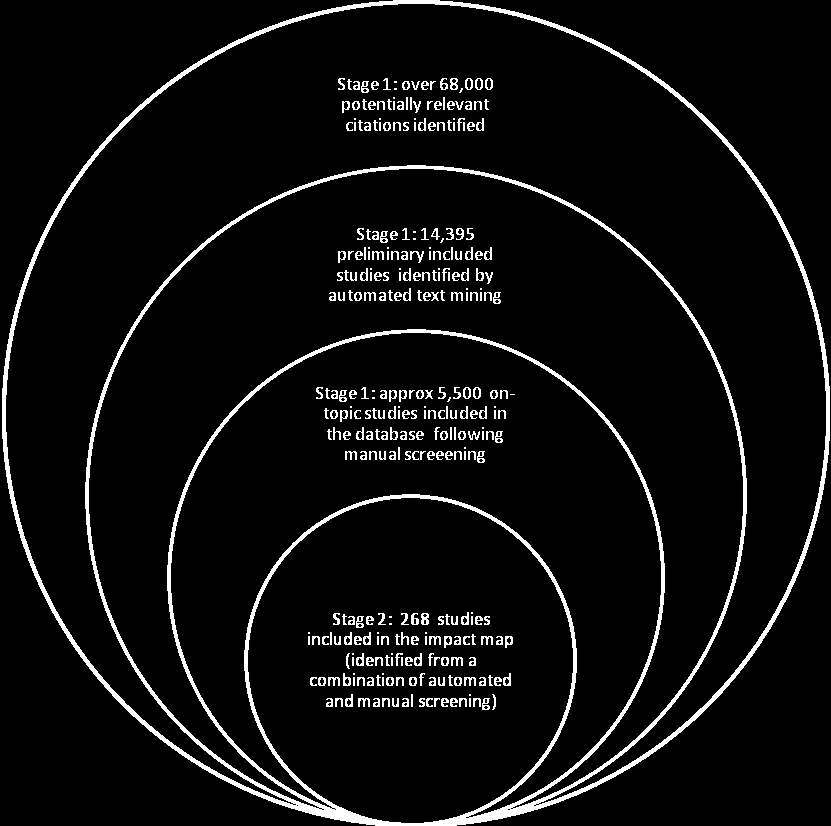 Stage 1: over 68,000
potentially relevant
citations identified
Stage 1: 14,395
preliminary included
studies identified by
automated text mining
Stage 1: approx 5,500 on-
topic studies included in
the database following
manual screeening
Stage 2: 268 studies
included in the impact map
(identified from a
combination of automated
and manual screening)